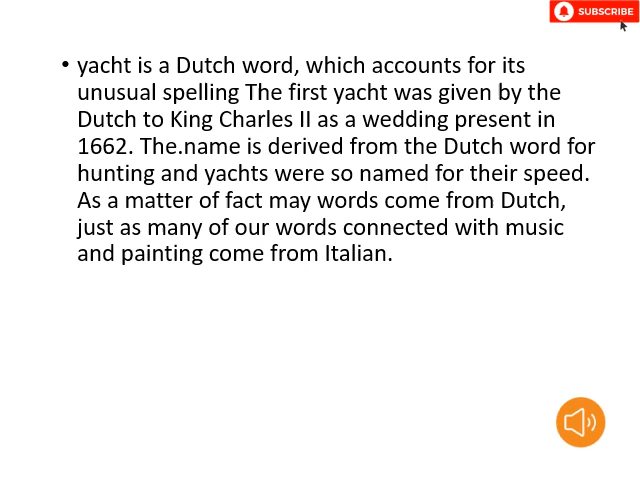 SUBSCRIBE
• yacht is a Dutch word, which accounts for its
unusual spelling The first yacht was given by the
Dutch to King Charles II as a wedding present in
1662. The.name is derived from the Dutch word for
hunting and yachts were so named for their speed.
As a matter of fact may words come from Dutch,
just as many of our words connected with music
and painting come from Italian.